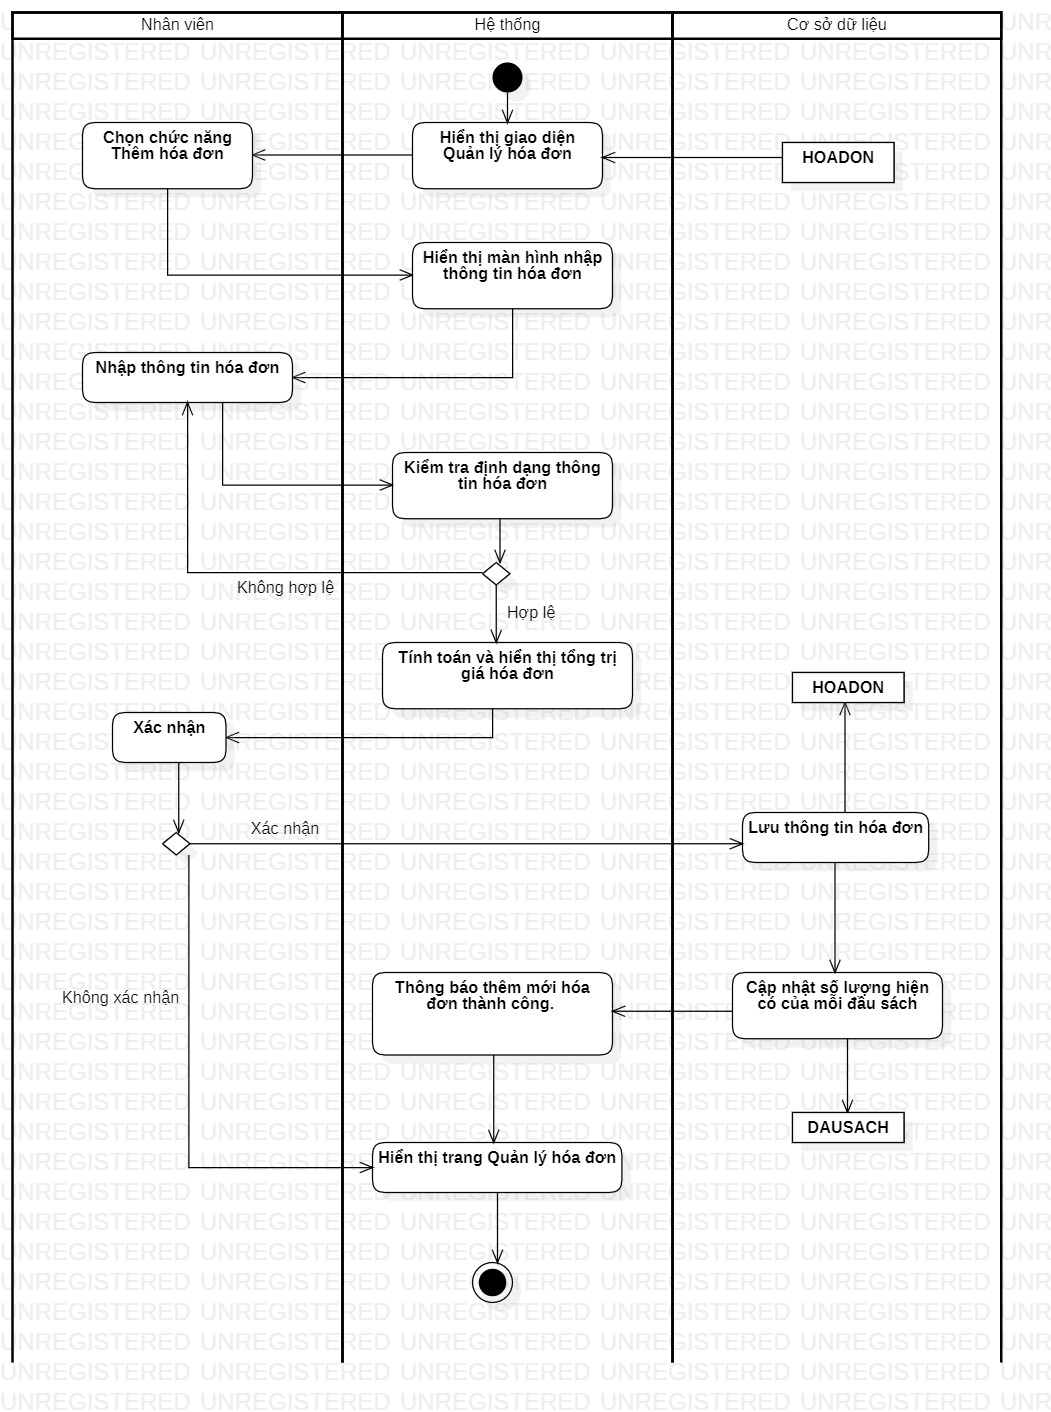 Nhân viên
Hệ thống
Cơ sở dữ liệu
Chọn chức năng
Thêm hóa đơn
Hiển thị giao diện
Quản lý hóa đơn
HOADON
Hiển thị màn hình nhập
thông tin hóa đơn
Nhập thông tin hóa đơn
Kiểm tra định dạng thông
tin hóa đơn
Không hợp lệ
Hợp lệ
Tính toán và hiển thị tổng trị
giá hóa đơn
HOADON
Xác nhận
Xác nhận
Lưu thông tin hóa đơn
Không xác nhận
Thông báo thêm mới hóa
đơn thành công.
Cập nhật số lượng hiện
có của mỗi đầu sách
DAUSACH
Hiển thị trang Quản lý hóa đơn
UNREGISTERED